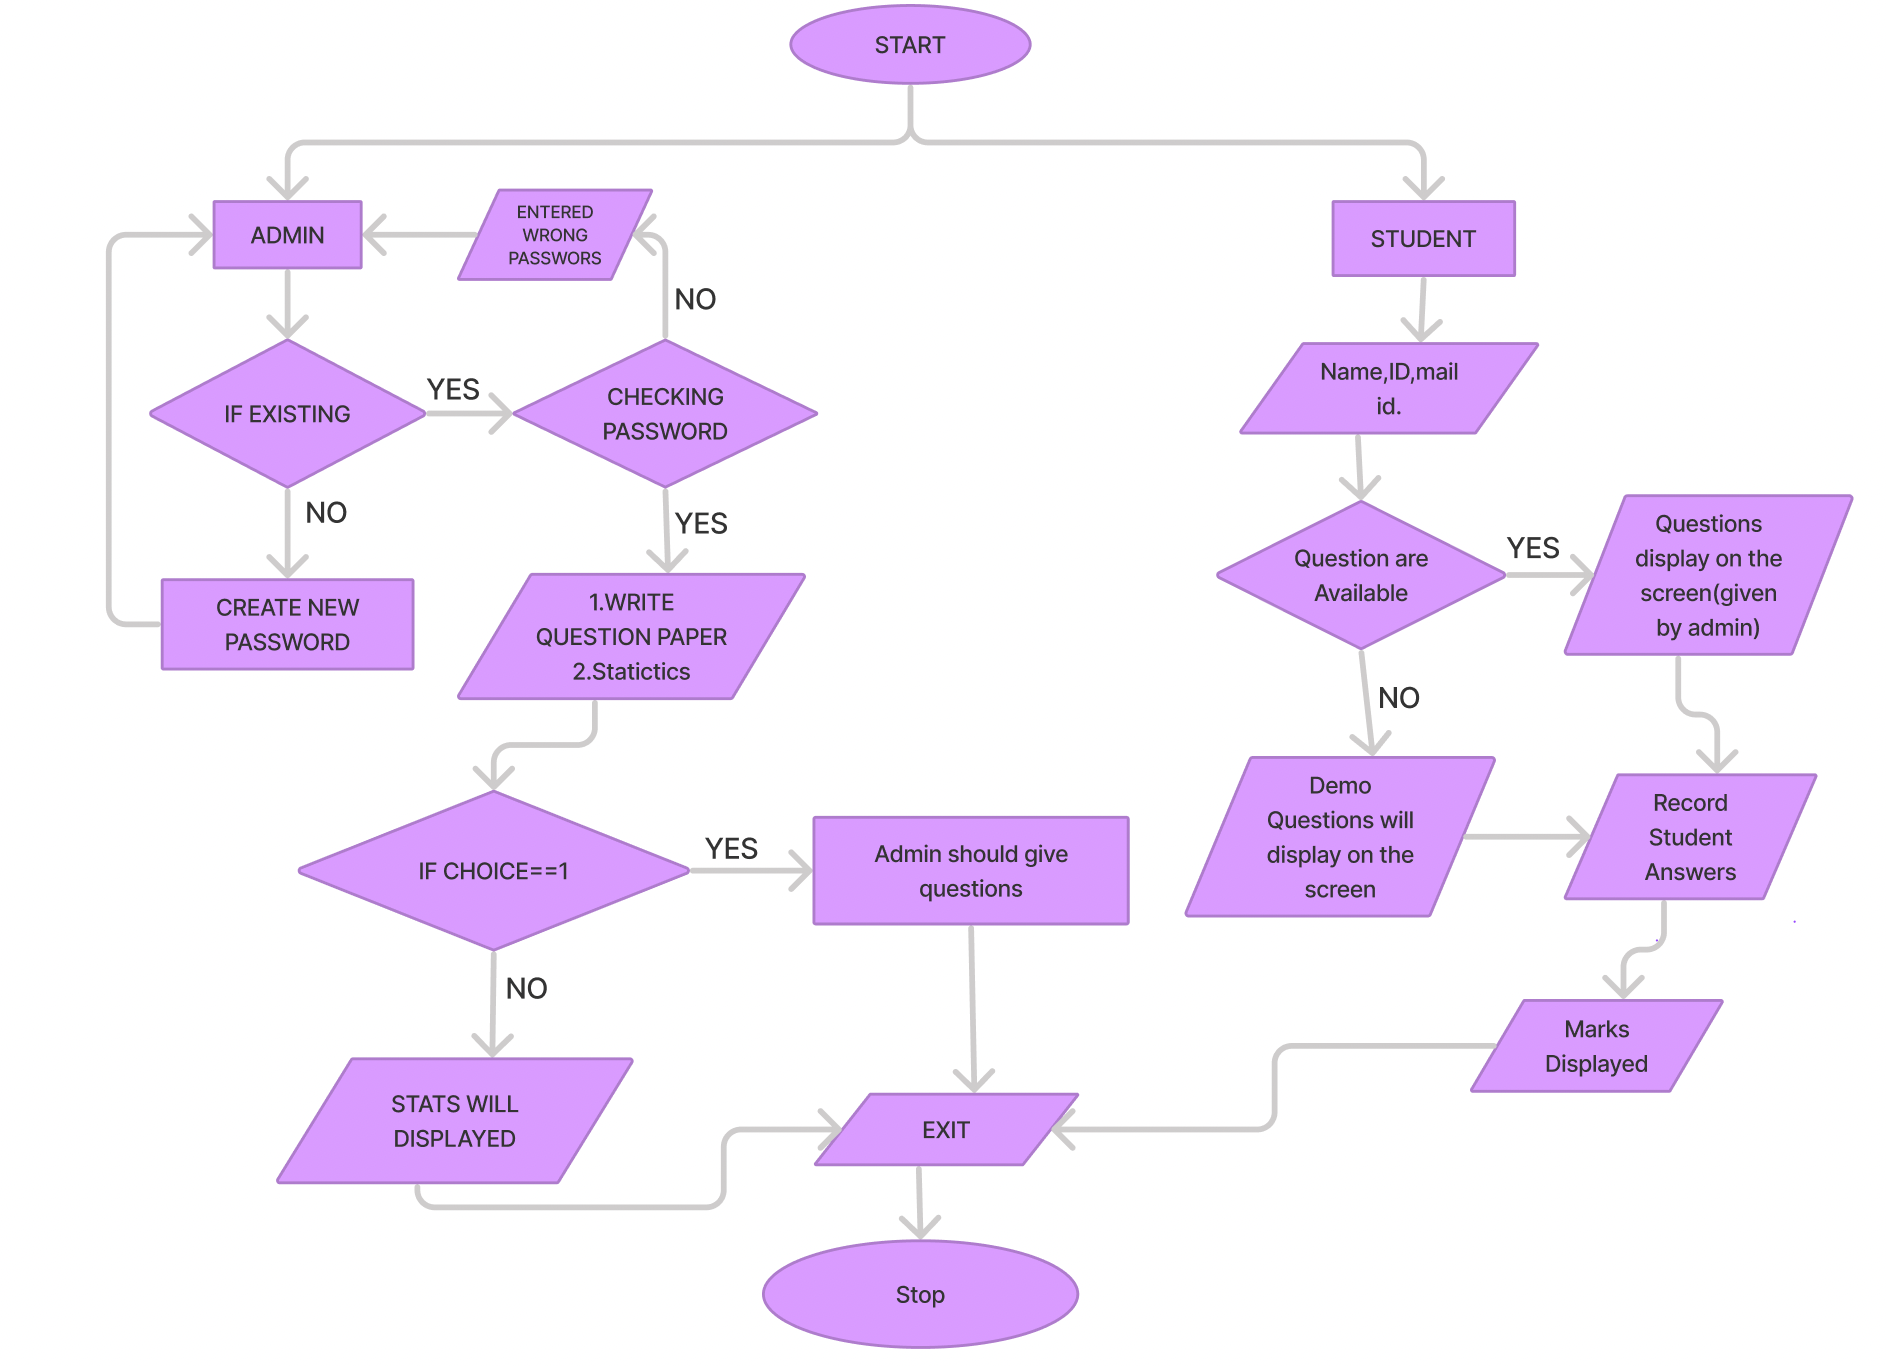 START
ADMIN
ENTERED
WRONG
PASSWORS
NO
IF EXISTING
YES
CHECKING
PASSWORD
NO
YES
CREATE NEW
PASSWORD
1.WRITE
QUESTION PAPER
2.Statictics
IF CHOICE==1
YES
Admin should give
questions
NO
STATS WILL
DISPLAYED
STUDENT
Name,ID,mail
id.
Question are
Available
YES
Questions
display on the
screen(given
by admin)
NO
Demo
Questions will
display on the
screen
Record
Student
Answers
Marks
Displayed
EXIT
Stop